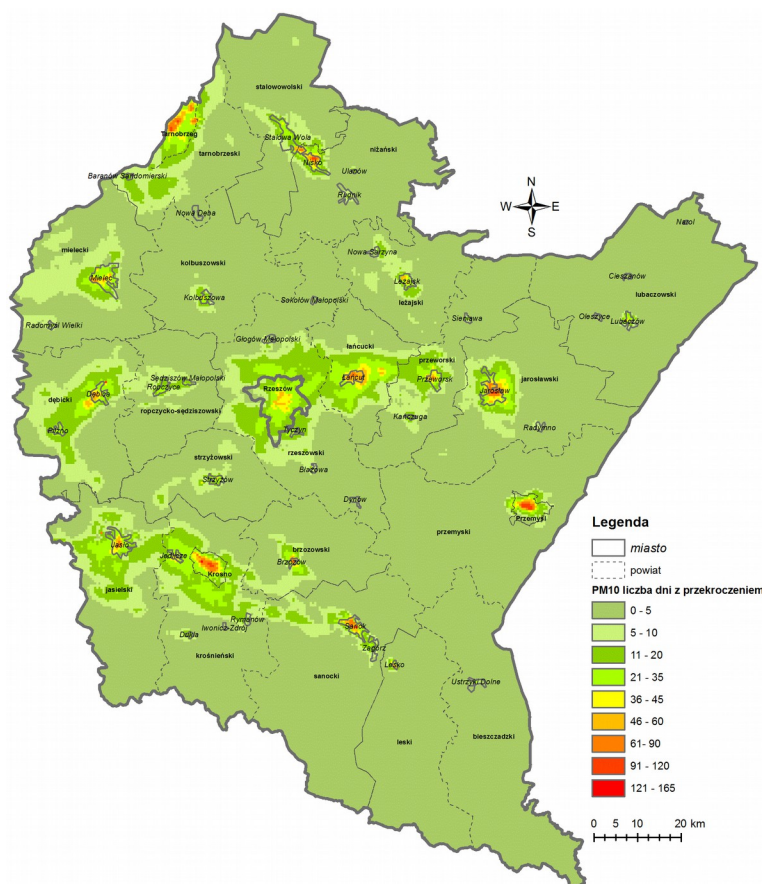 stalowowolski
Tarnobrzeg
Stalowa Wola
tarnobrzeski
Nisko
niżański
Ulanów
Baranów Sandomierski
Rudnik
Nowa Dęba
N
W
E
S
Narol
mielecki
Nowa Sarzyna
kolbuszowski
Mielec
Leżajsk
Cieszanów
lubaczowski
Kolbuszowa
Sokołów Małopolski
leżajski
Radomyśl Wielki
Sieniawa
Oleszyce
Lubaczów
Głogów Małopolski
łańcucki
przeworski
Sędziszów Małopolski
Łańcut
Przeworsk
jarosławski
Ropczyce
Rzeszów
Jarosław
dębicki
Dębica
ropczycko-sędziszowski
Kańczuga
Pilzno
Tyczyn
Radymno
strzyżowski
rzeszowski
Błażowa
Strzyżów
Dynów
Przemyśl
przemyski
Jasło
Jedlicze
brzozowski
Brzozów
Krosno
jasielski
Rymanów
Iwonicz-Zdrój
Sanok
Dukla
Zagórz
krośnieński
Lesko
sanocki
Ustrzyki Dolne
leski
bieszczadzki
Legenda
miasto
powiat
PM10 liczba dni z przekroczeniem
0 - 5
5 - 10
11 - 20
21 - 35
36 - 45
46 - 60
61 - 90
91 - 120
121 - 165
0 5 10 20 km